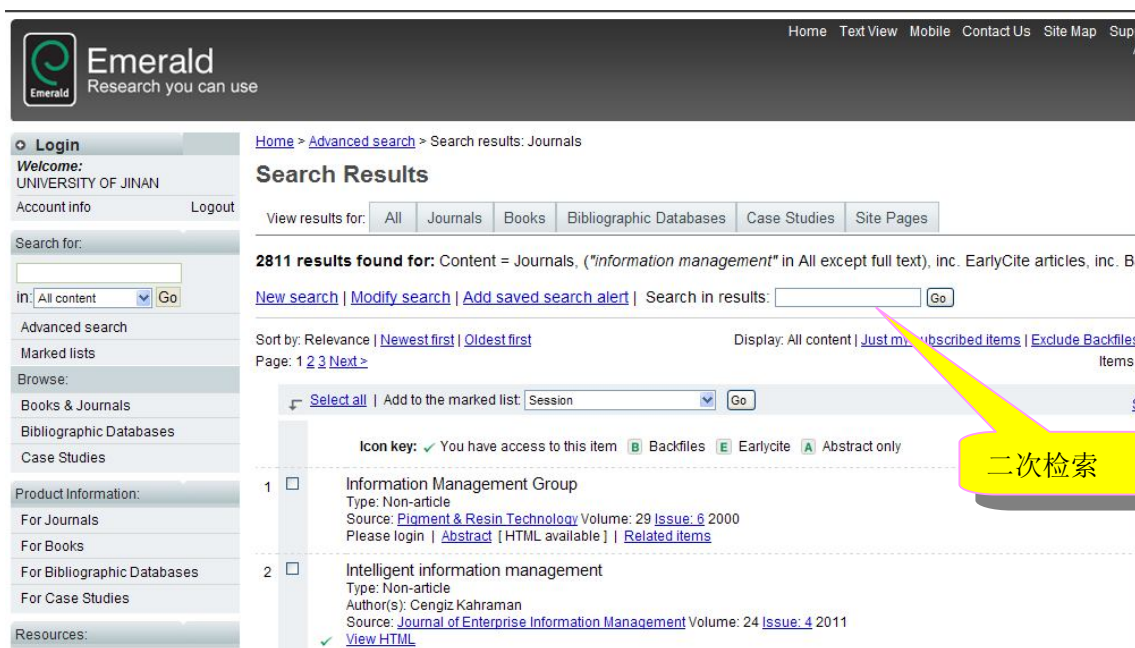 Home Text View Mobile Contact Us Site Map Sup
Emerald
Research you can use
Emerald
Login
Welcome:
UNIVERSITY OF JINAN
Account info Logout
Search for:
in: All content Go
Advanced search
Marked lists
Browse:
Books & Journals
Bibliographic Databases
Case Studies
Product Information:
For Journals
For Books
For Bibliographic Databases
For Case Studies
Resources:
Home > Advanced search > Search results: Journals
Search Results
View results for: All Journals Books Bibliographic Databases Case Studies Site Pages
2811 results found for: Content = Journals, ("information management" in All except full text), inc. EarlyCite articles, inc. B
New search | Modify search | Add saved search alert | Search in results: Go
Sort by: Relevance | Newest first | Oldest first Display: All content | Just my subscribed items | Exclude Backfiles
Page: 1 2 3 Next > Items
Select all | Add to the marked list: Session Go
Icon key: ✓ You have access to this item B Backfiles E Earlycite A Abstract only
二次检索
1 Information Management Group
Type: Non-article
Source: Pigment & Resin Technology Volume: 29 Issue: 6 2000
Please login | Abstract [ HTML available ] | Related items
2 Intelligent information management
Type: Non-article
Author(s): Cengiz Kahraman
Source: Journal of Enterprise Information Management Volume: 24 Issue: 4 2011
✓ View HTML